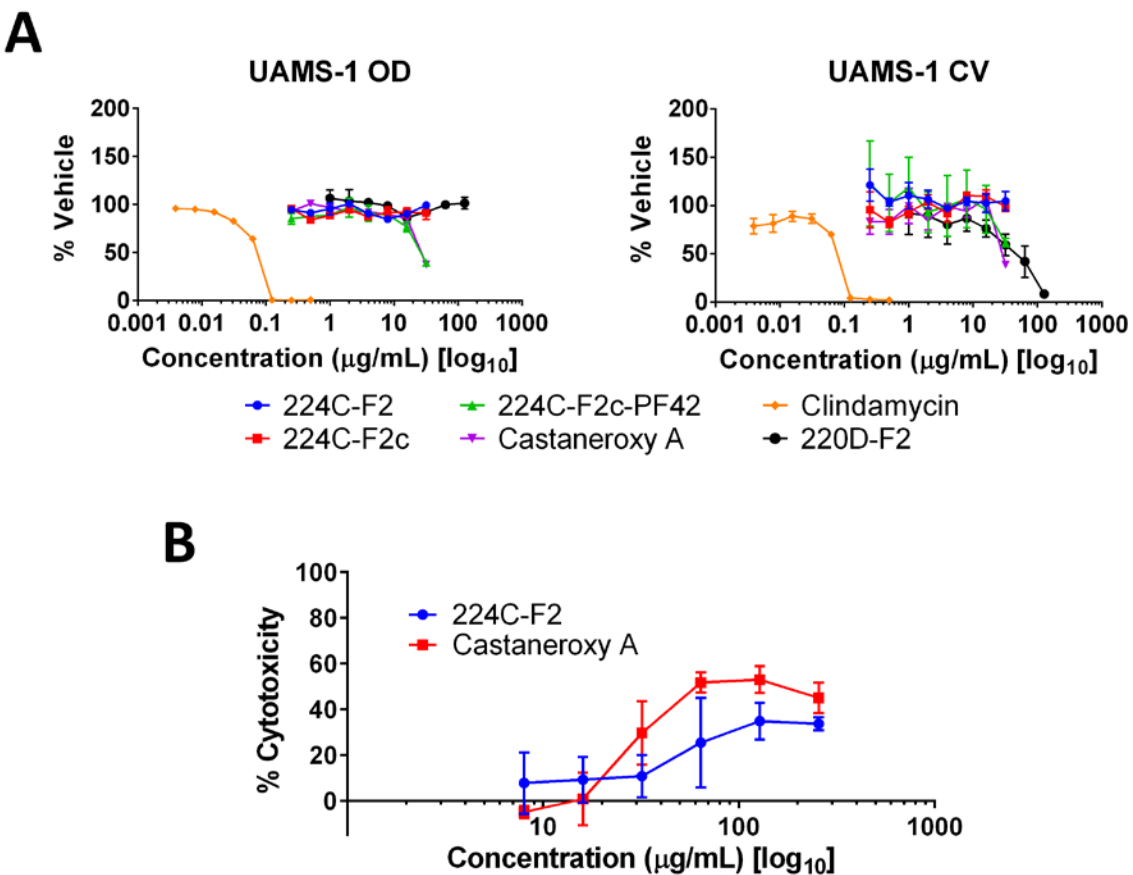 A
UAMS-1 OD
UAMS-1 CV
% Vehicle
200
150
100
50
0
0.001 0.01 0.1 1 10 100 1000
Concentration (μg/mL) [log10]
% Vehicle
200
150
100
50
0
0.001 0.01 0.1 1 10 100 1000
Concentration (μg/mL) [log10]
224C-F2 224C-F2c-PF42 Clindamycin
224C-F2c Castaneroxy A 220D-F2
B
% Cytotoxicity
100
80
60
40
20
0
224C-F2
Castaneroxy A
10 100 1000
Concentration (μg/mL) [log10]